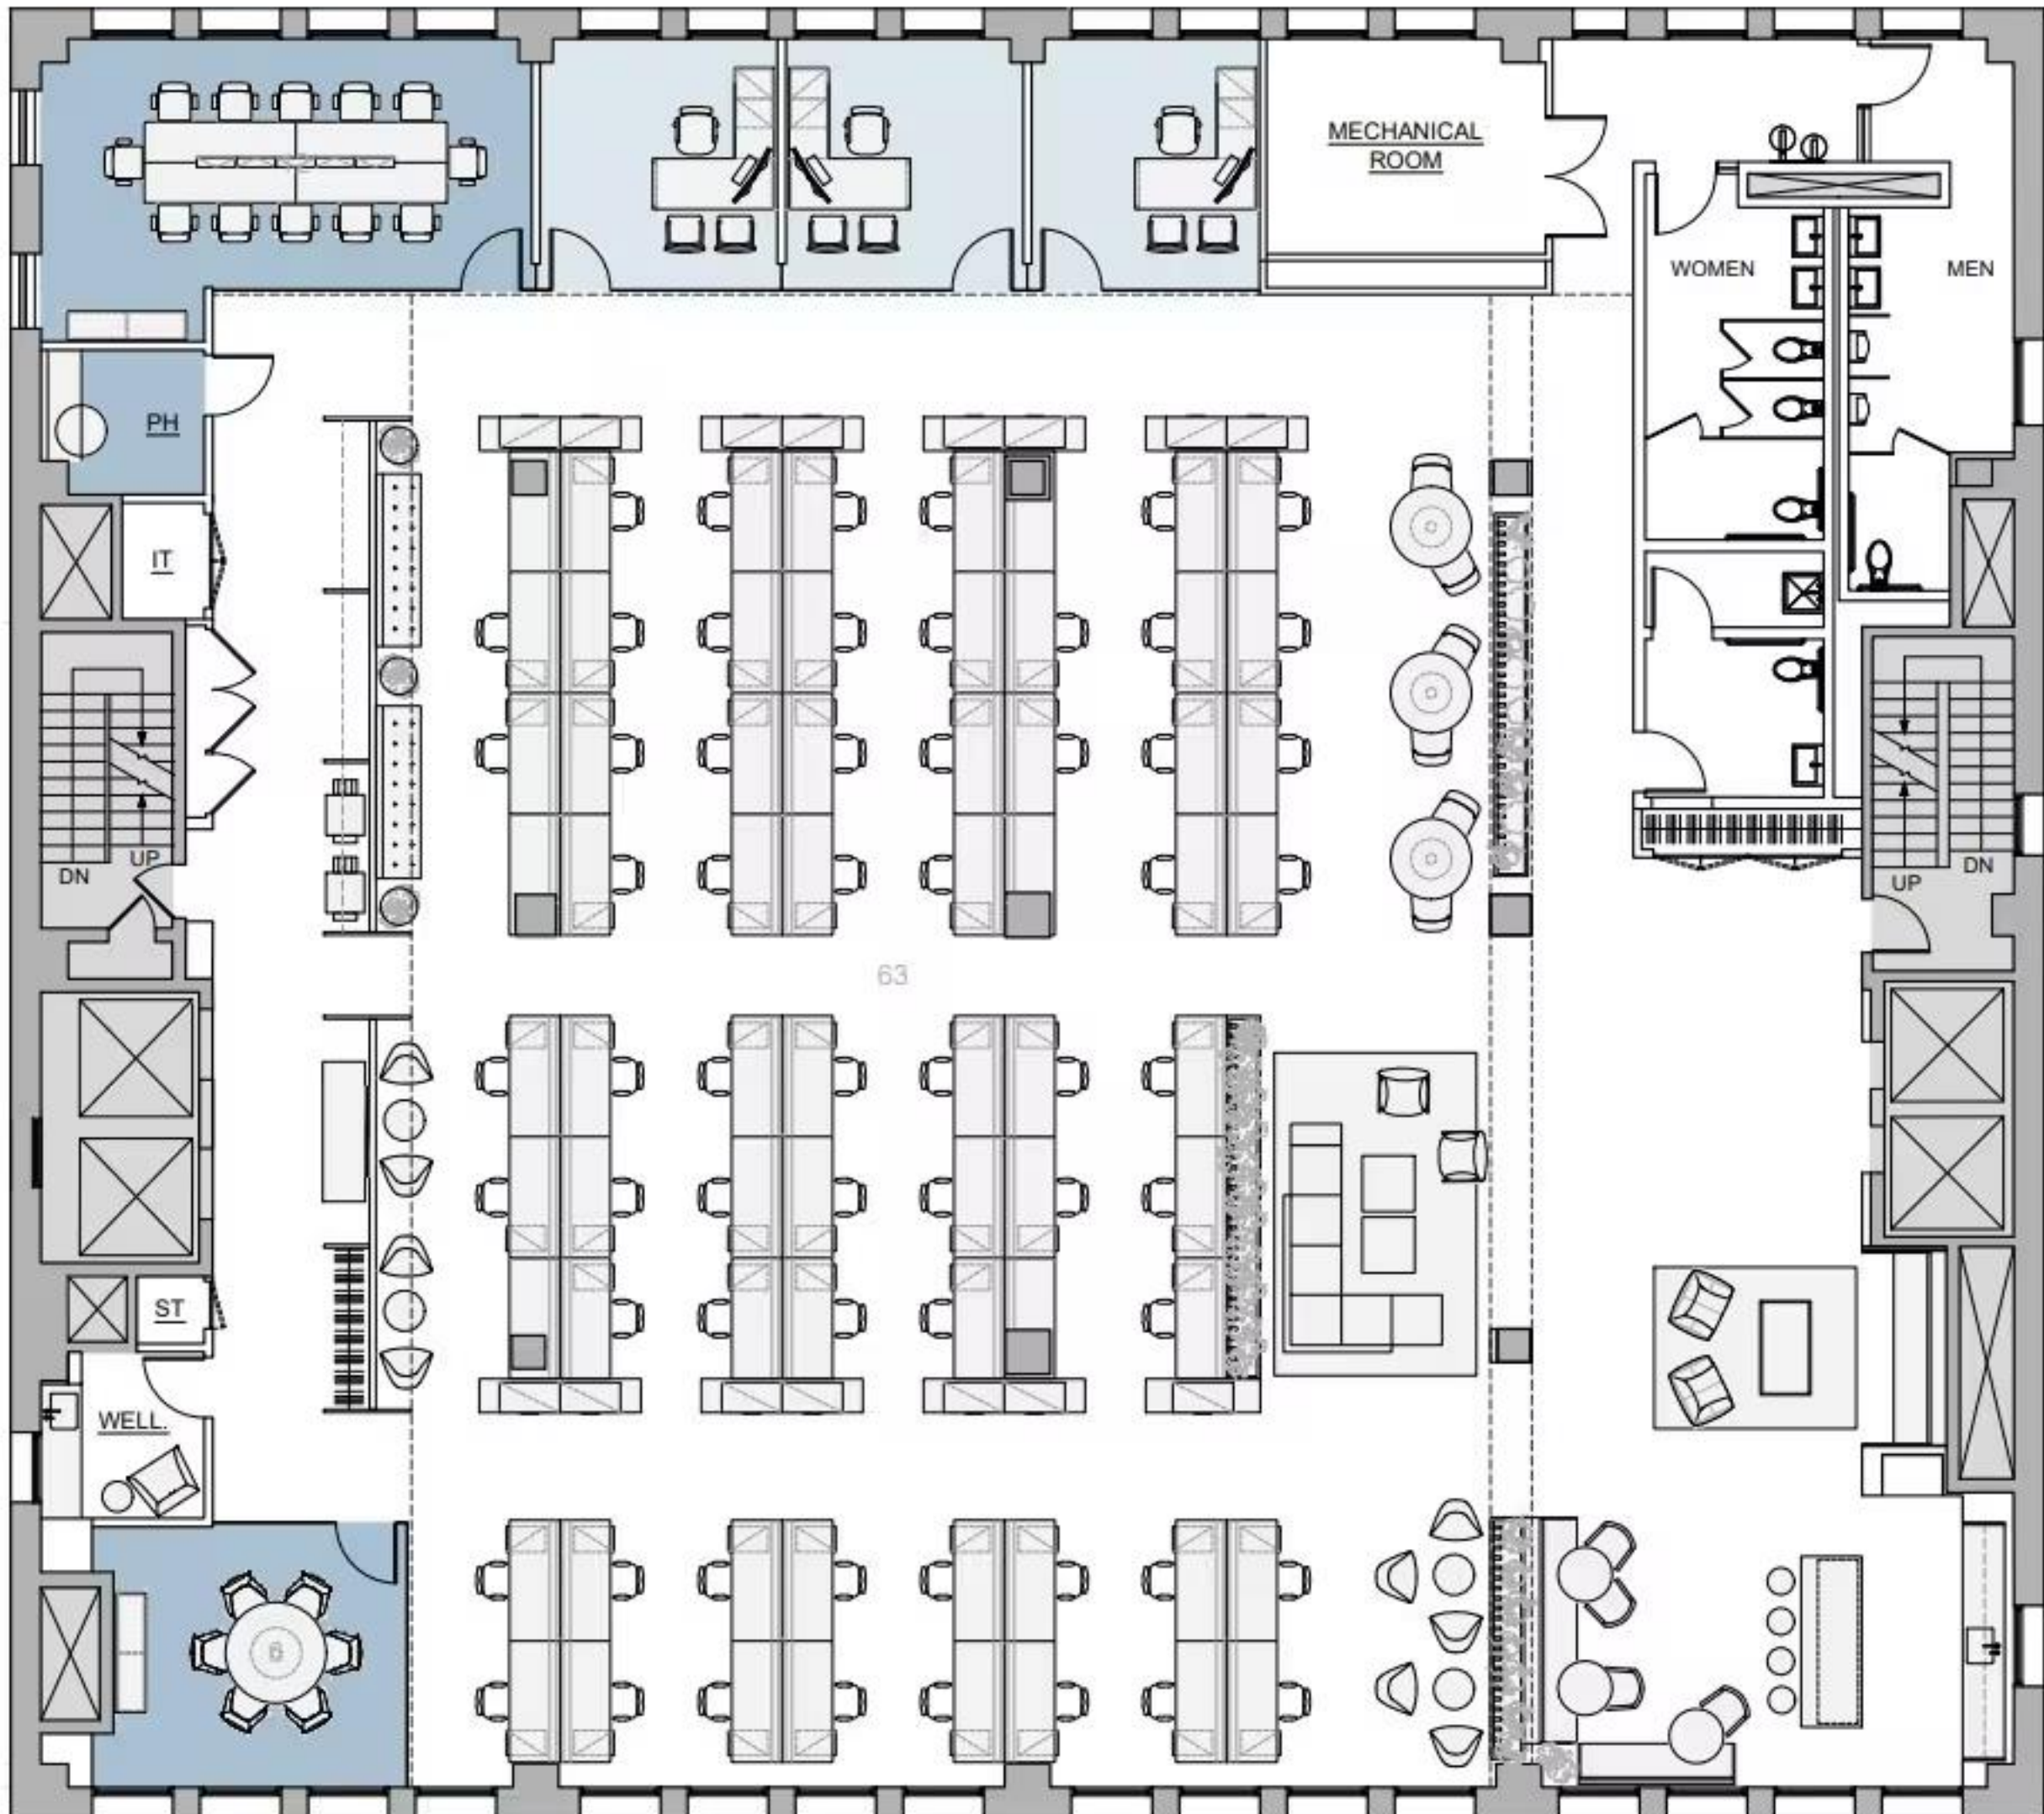 MECHANICAL
ROOM
WOMEN
MEN
PH
IT
UP
DN
DN
UP
63
ST
WELL.
6